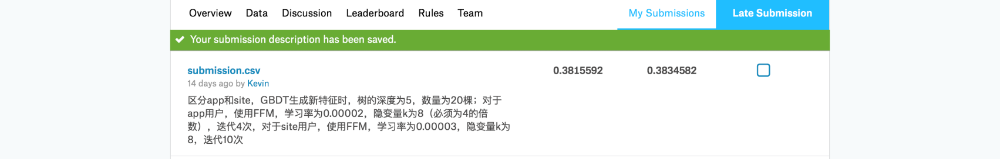 Overview Data Discussion Leaderboard Rules Team My Submissions Late Submission
Your submission description has been saved.
submission.csv 0.3815592 0.3834582
14 days ago by Kevin
区分app和site，GBDT生成新特征时，树的深度为5，数量为20棵；对于
app用户，使用FFM，学习率为0.00002，隐变量k为8（必须为4的倍
数），迭代4次，对于site用户，使用FFM，学习率为0.00003，隐变量k为
8，迭代10次